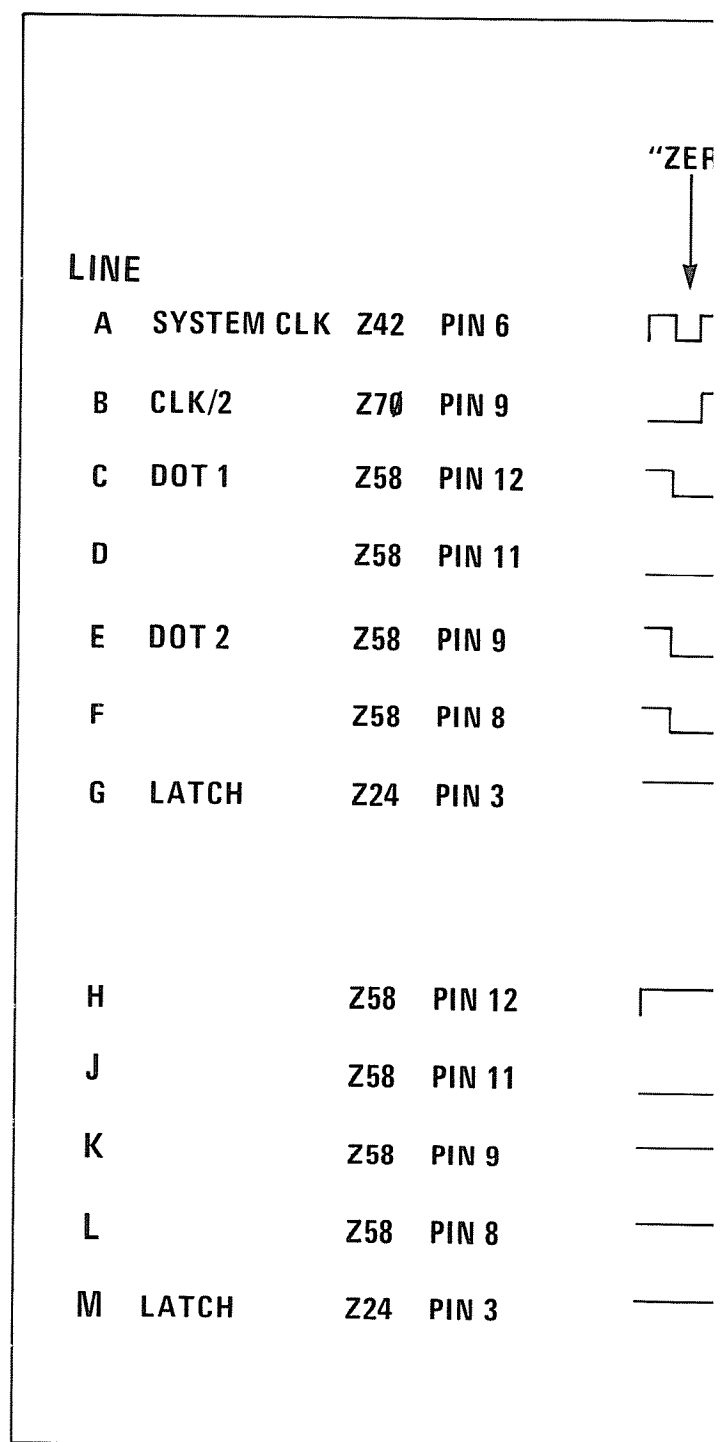 "ZER
LINE
A SYSTEM CLK Z42 PIN 6
B CLK/2 Z7Ø PIN 9
C DOT 1 Z58 PIN 12
D Z58 PIN 11
E DOT 2 Z58 PIN 9
F Z58 PIN 8
G LATCH Z24 PIN 3
H Z58 PIN 12
J Z58 PIN 11
K Z58 PIN 9
L Z58 PIN 8
M LATCH Z24 PIN 3